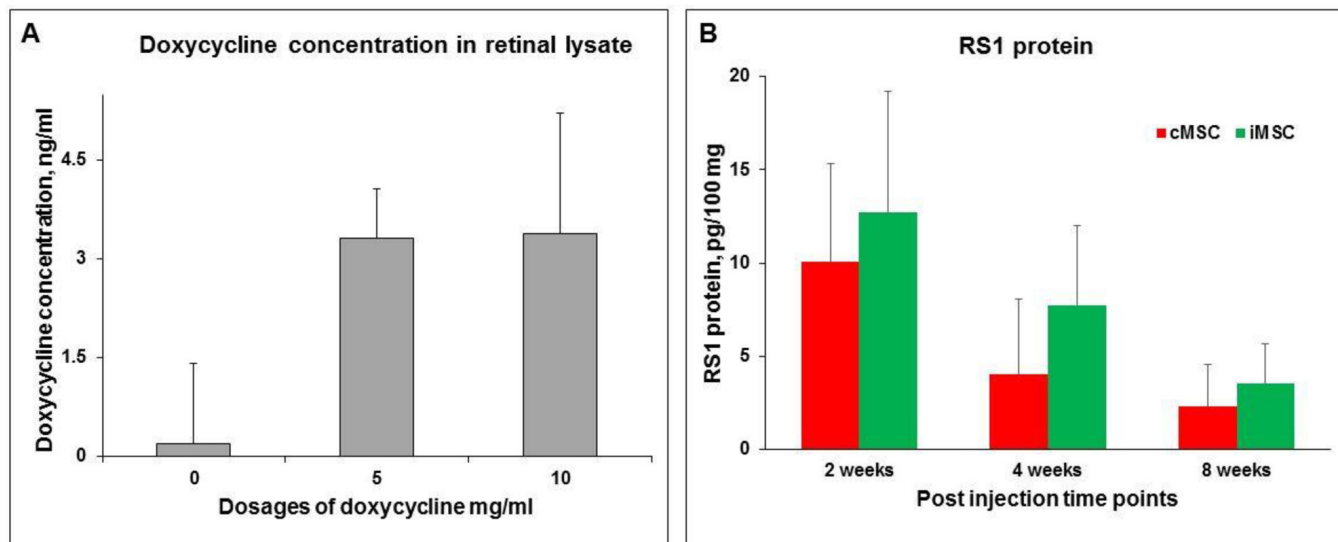 A
Doxycycline concentration in retinal lysate
Doxycycline concentration, ng/ml
4.5
3
1.5
0
0 5 10
Dosages of doxycycline mg/ml
B
RS1 protein
RS1 protein, pg/100 mg
20
15
10
5
0
cMSC iMSC
2 weeks 4 weeks 8 weeks
Post injection time points